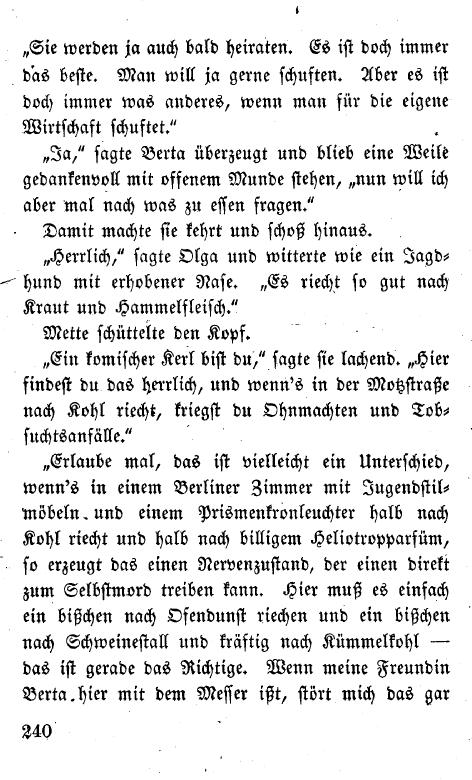 „Sie werden ja auch bald heiraten. Es ist doch immer
das beste. Man will ja gerne schuften. Aber es ist
doch immer was anderes, wenn man für die eigene
Wirtschaft schuftet.“
„Ja,“ sagte Berta überzeugt und blieb eine Weile
gedankenvoll mit offenem Munde stehen, „nun will ich
aber mal nach was zu essen fragen.“
Damit machte sie kehrt und schoß hinaus.
„Herrlich,“ sagte Olga und witterte wie ein Jagd-
hund mit erhobener Nase. „Es riecht so gut nach
Kraut und Hammelfleisch.“
Mette schüttelte den Kopf.
„Ein komischer Kerl bist du,“ sagte sie lachend. „Hier
findest du das herrlich, und wenn's in der Motzstraße
nach Kohl riecht, kriegst du Ohnmachten und Tob-
suchtsanfälle.“
„Erlaube mal, das ist vielleicht ein Unterschied,
wenn's in einem Berliner Zimmer mit Jugendstil-
möbeln und einem Prismenkronleuchter halb nach
Kohl riecht und halb nach billigem Heliotropparfüm,
so erzeugt das einen Nervenzustand, der einen direkt
zum Selbstmord treiben kann. Hier muß es einfach
ein bißchen nach Ofendunst riechen und ein bißchen
nach Schweinestall und kräftig nach Kümmelkohl —
das ist gerade das Richtige. Wenn meine Freundin
Berta hier mit dem Messer ißt, stört mich das gar
240